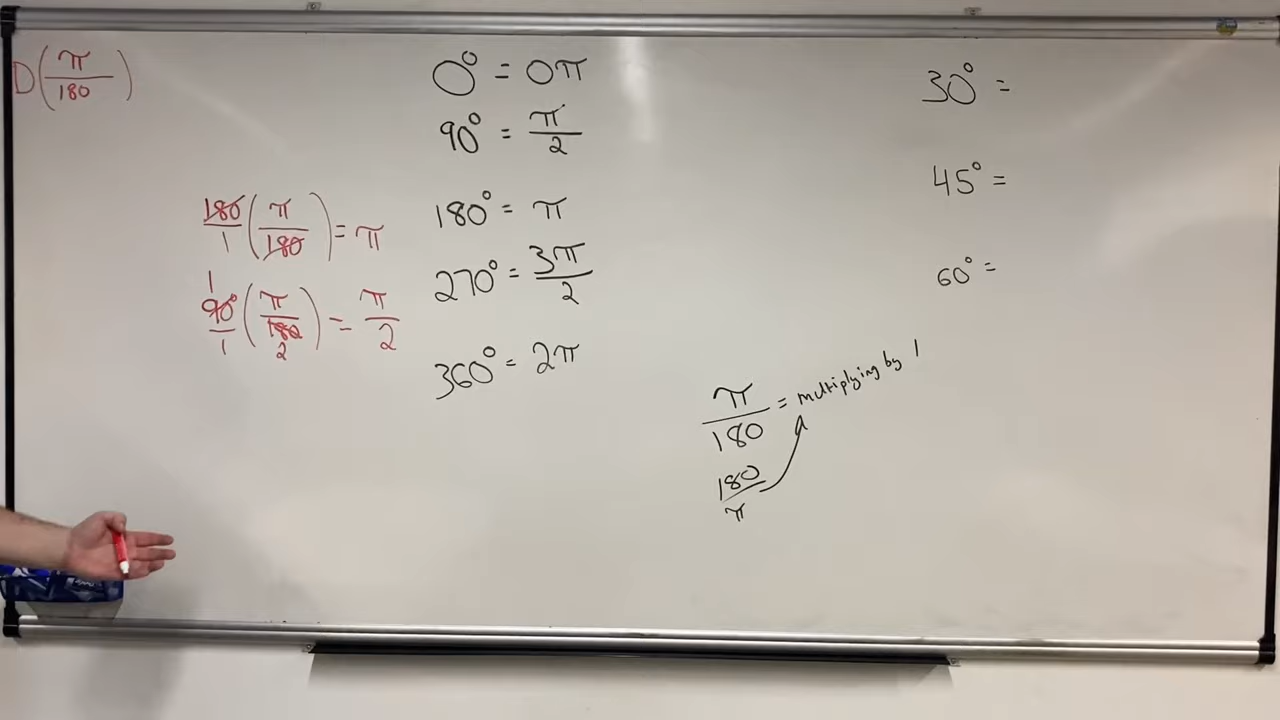 D(π/180)
180/1(π/180) = π
90°/1(π/180) = π/2
1
2
0° = 0π
90° = π/2
180° = π
270° = 3π/2
360° = 2π
π/180 = multiplying by 1
180/π
30° =
45° =
60° =